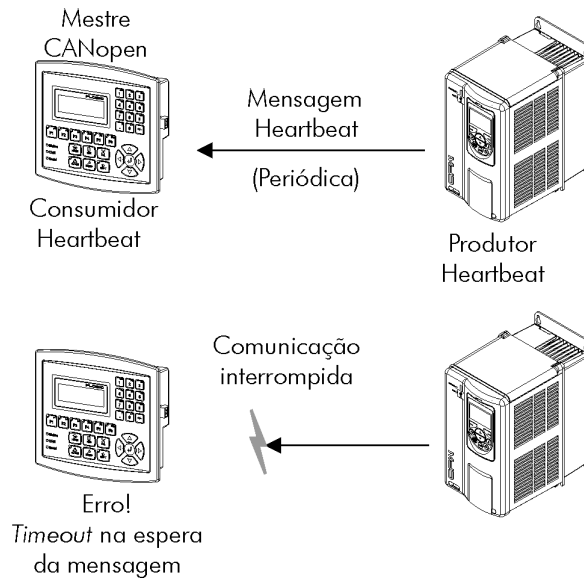 Mestre
CANopen
Mensagem
Heartbeat
(Periódica)
Consumidor
Heartbeat
Produtor
Heartbeat
Comunicação
interrompida
Erro!
Timeout na espera
da mensagem